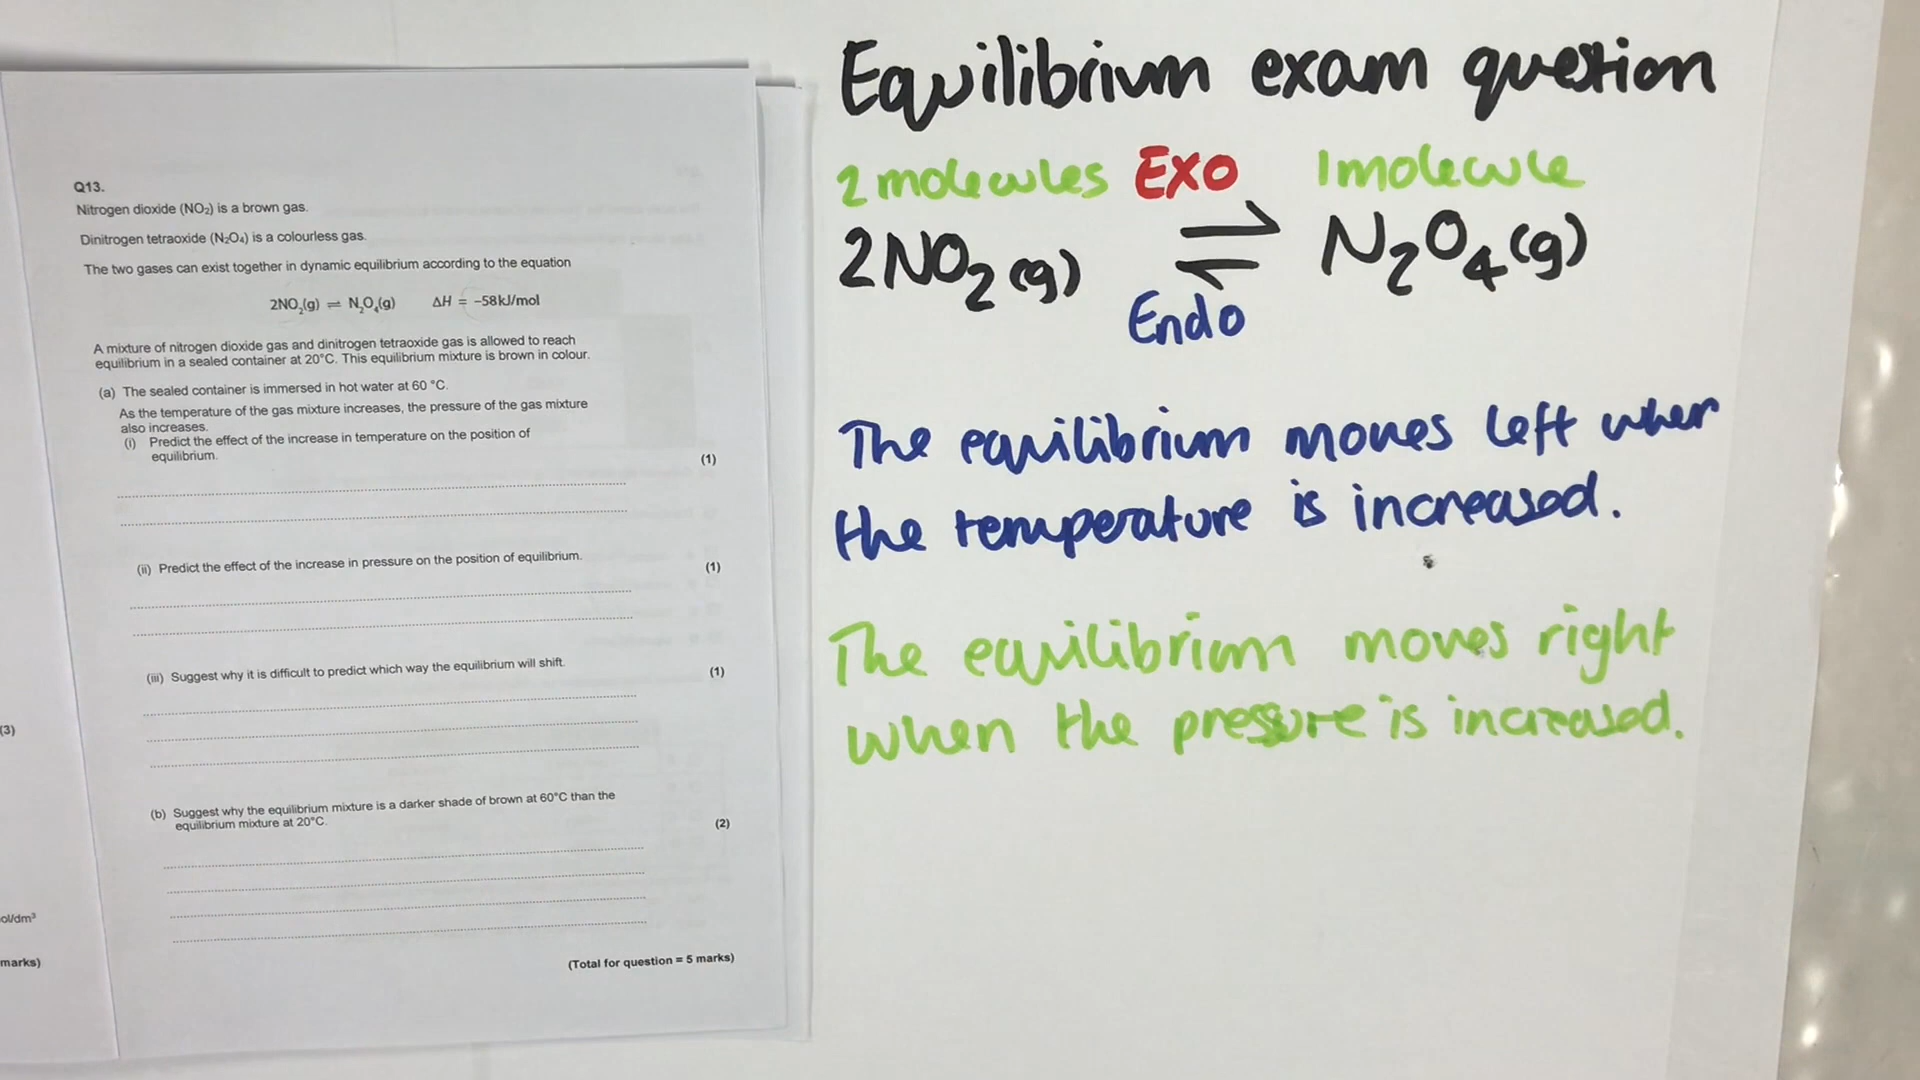 Q13.
Nitrogen dioxide (NO₂) is a brown gas.
Dinitrogen tetraoxide (N₂O₄) is a colourless gas.
The two gases can exist together in dynamic equilibrium according to the equation
2NO₂(g) ⇌ N₂O₄(g) ΔH = −58kJ/mol
A mixture of nitrogen dioxide gas and dinitrogen tetraoxide gas is allowed to reach
equilibrium in a sealed container at 20°C. This equilibrium mixture is brown in colour.
(a) The sealed container is immersed in hot water at 60 °C.
As the temperature of the gas mixture increases, the pressure of the gas mixture
also increases.
(i) Predict the effect of the increase in temperature on the position of
equilibrium.
(1)
(ii) Predict the effect of the increase in pressure on the position of equilibrium.
(1)
(iii) Suggest why it is difficult to predict which way the equilibrium will shift.
(1)
(b) Suggest why the equilibrium mixture is a darker shade of brown at 60°C than the
equilibrium mixture at 20°C.
(2)
(Total for question = 5 marks)
(3)
ol/dm³
marks)
Equilibrium exam question
2 molecules Exo 1 molecule
2NO₂(g) ⇌ N₂O₄(g)
Endo
The equilibrium moves left when
the temperature is increased.
The equilibrium moves right
when the pressure is increased.